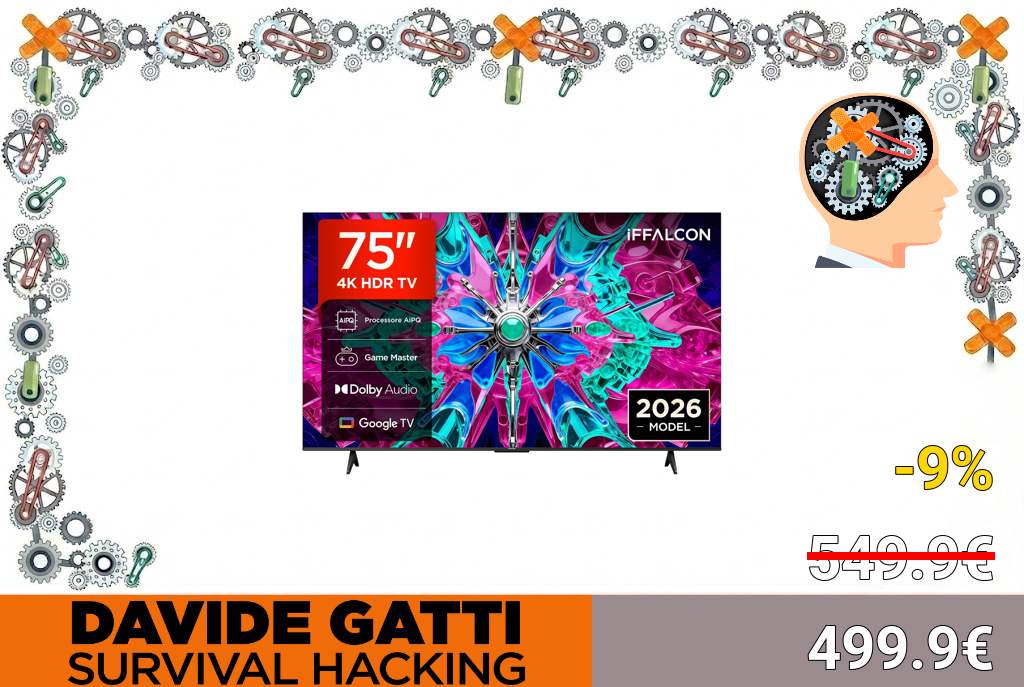 iFFALCON
75"
4K HDR TV
AiPQ
Processore AiPQ
Game Master
Dolby Audio
Google TV
2026
MODEL
-9%
549.9€
DAVIDE GATTI
SURVIVAL HACKING
499.9€